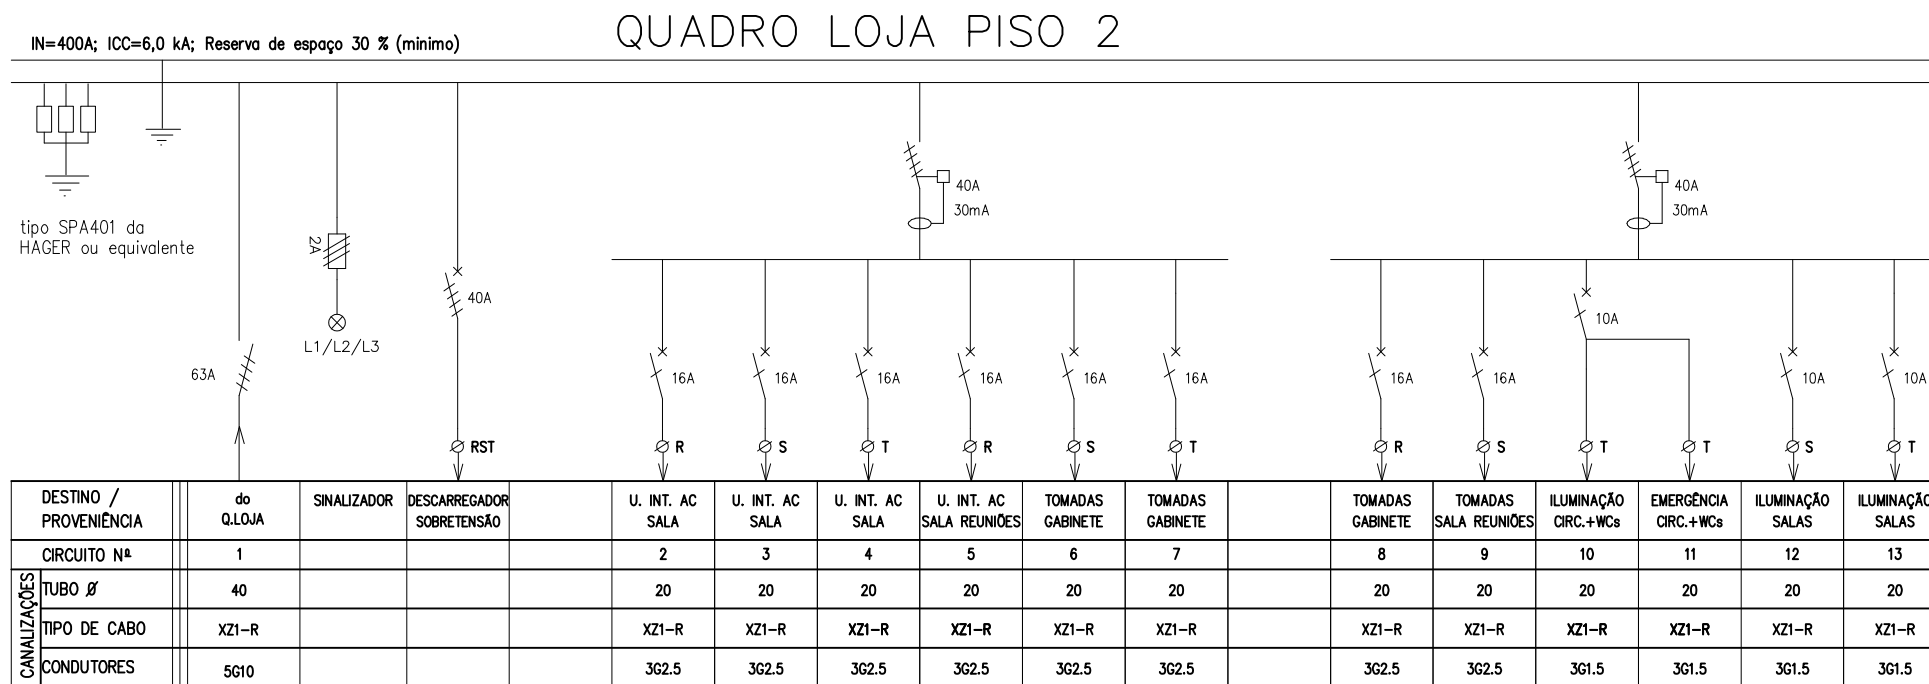 QUADRO LOJA PISO 2
IN=400A; ICC=6,0 kA; Reserva de espaço 30 % (minimo)
tipo SPA401 da
HAGER ou equivalente
63A
2A
L1/L2/L3
40A
RST
40A
30mA
16A
16A
16A
16A
16A
16A
R
S
T
R
S
T
40A
30mA
16A
16A
10A
10A
10A
R
S
T
T
S
T
DESTINO / PROVENIÊNCIA
do Q.LOJA
SINALIZADOR
DESCARREGADOR SOBRETENSÃO
U. INT. AC SALA
U. INT. AC SALA
U. INT. AC SALA
U. INT. AC SALA REUNIÕES
TOMADAS GABINETE
TOMADAS GABINETE
TOMADAS GABINETE
TOMADAS SALA REUNIÕES
ILUMINAÇÃO CIRC.+WCs
EMERGÊNCIA CIRC.+WCs
ILUMINAÇÃO SALAS
ILUMINAÇÃO SALAS
CIRCUITO Nº 1 2 3 4 5 6 7 8 9 10 11 12 13
CANALIZAÇÕES
TUBO Ø 40 20 20 20 20 20 20 20 20 20 20 20 20
TIPO DE CABO XZ1-R XZ1-R XZ1-R XZ1-R XZ1-R XZ1-R XZ1-R XZ1-R XZ1-R XZ1-R XZ1-R XZ1-R XZ1-R
CONDUTORES 5G10 3G2.5 3G2.5 3G2.5 3G2.5 3G2.5 3G2.5 3G2.5 3G2.5 3G1.5 3G1.5 3G1.5 3G1.5